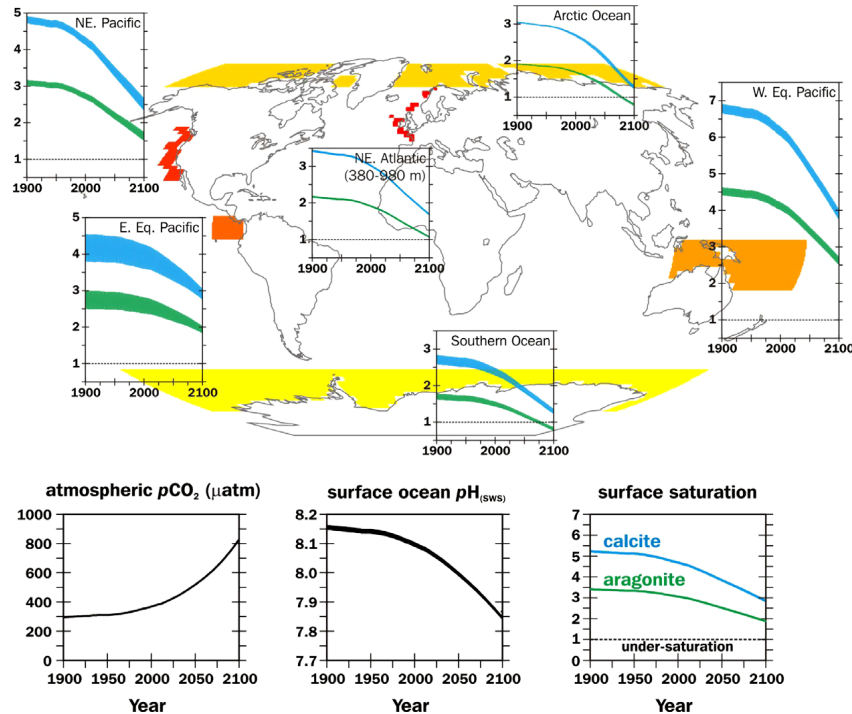 NE. Pacific
5
4
3
2
1
1900 2000 2100
Arctic Ocean
3
2
1
1900 2000 2100
W. Eq. Pacific
7
6
5
4
3
2
1
1900 2000 2100
NE. Atlantic
(380-980 m)
3
2
1
1900 2000 2100
E. Eq. Pacific
5
4
3
2
1
1900 2000 2100
Southern Ocean
3
2
1
1900 2000 2100
atmospheric pCO₂ (μatm)
1000
800
600
400
200
0
1900 1950 2000 2050 2100
Year
surface ocean pH(SWS)
8.2
8.1
8.0
7.9
7.8
7.7
1900 1950 2000 2050 2100
Year
surface saturation
7
6
5
4
3
2
1
0
calcite
aragonite
under-saturation
1900 1950 2000 2050 2100
Year